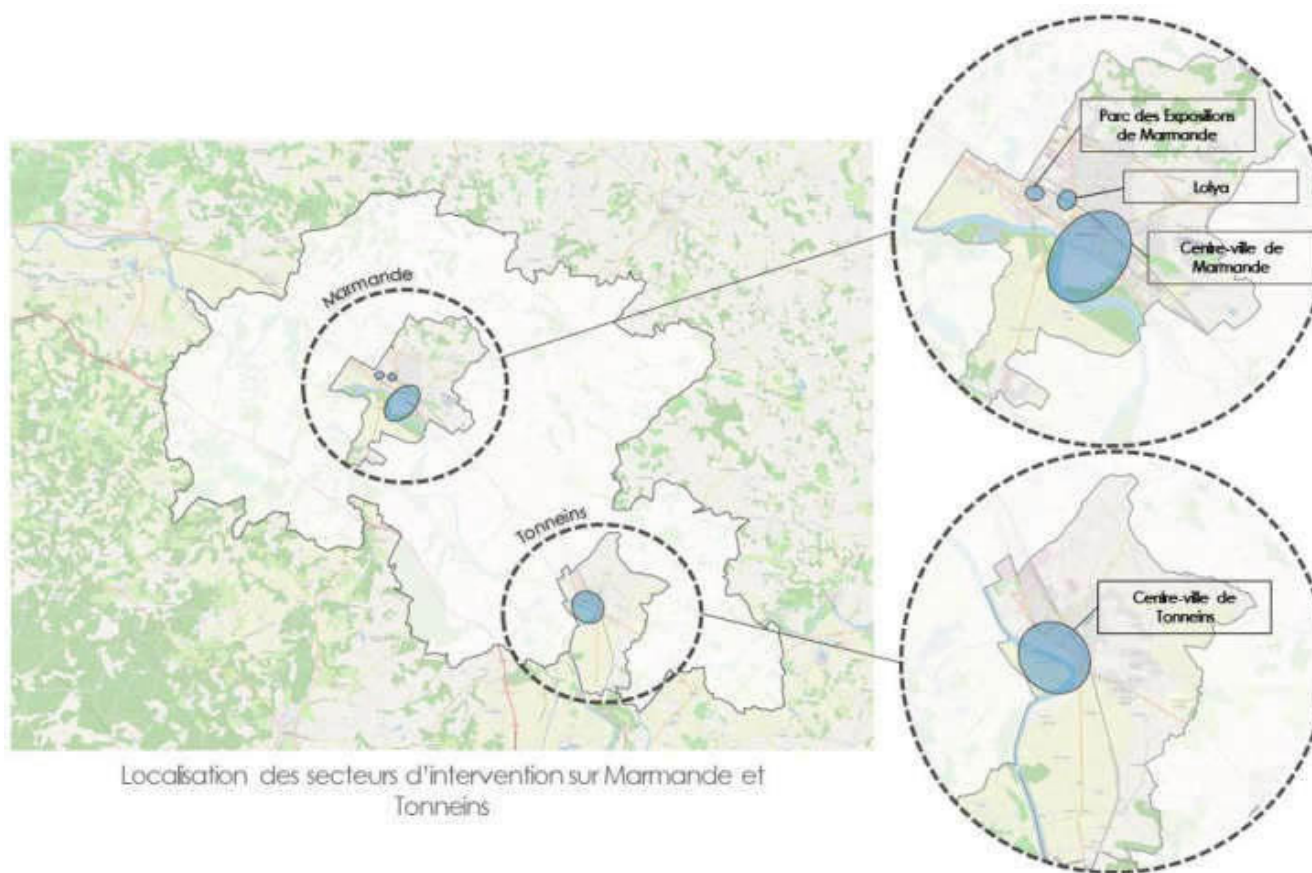 Parc des Expositions
de Marmande
Lolya
Centre-ville de
Marmande
Marmande
Tonneins
Centre-ville de
Tonneins
Localisation des secteurs d'intervention sur Marmande et
Tonneins